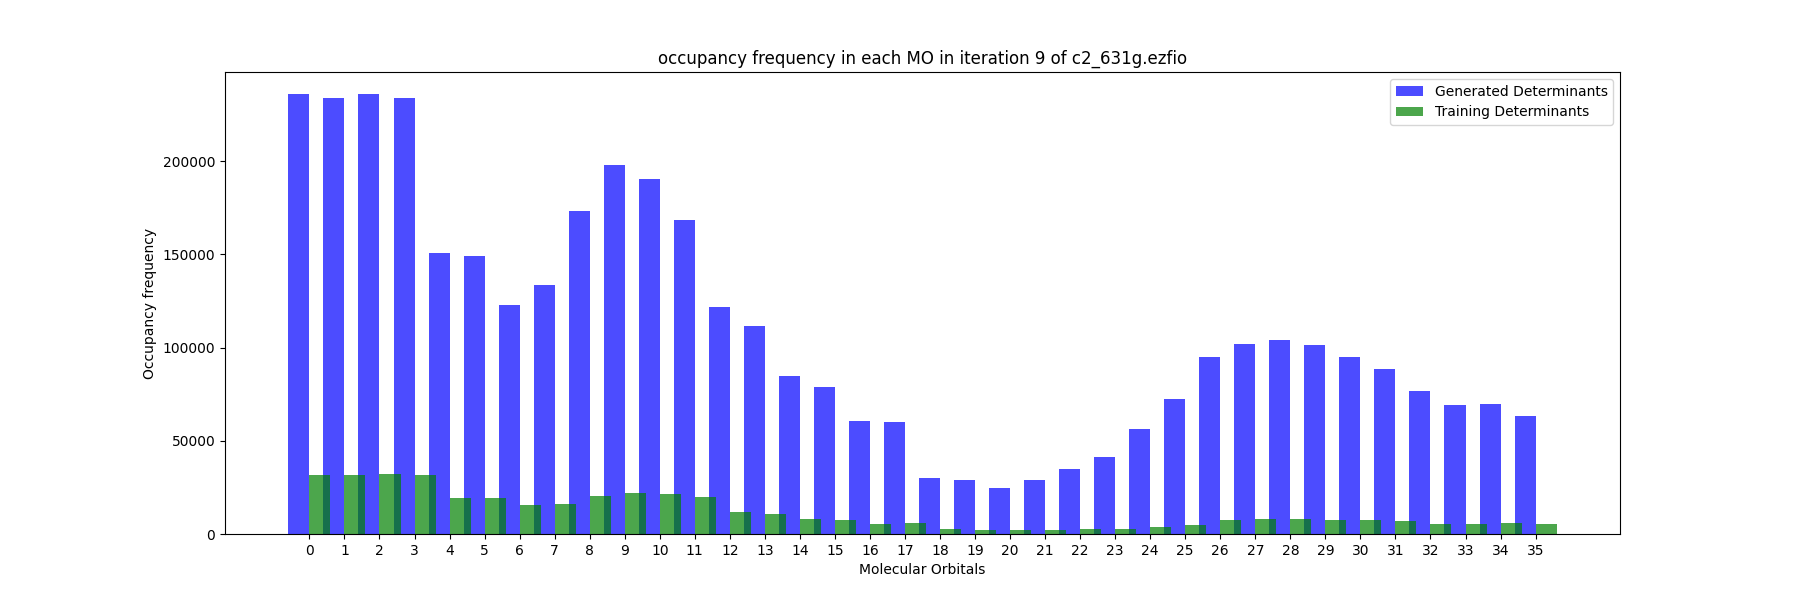 occupancy frequency in each MO in iteration 9 of c2_631g.ezfio
Generated Determinants
Training Determinants
Occupancy frequency
200000
150000
100000
50000
0
0 1 2 3 4 5 6 7 8 9 10 11 12 13 14 15 16 17 18 19 20 21 22 23 24 25 26 27 28 29 30 31 32 33 34 35
Molecular Orbitals